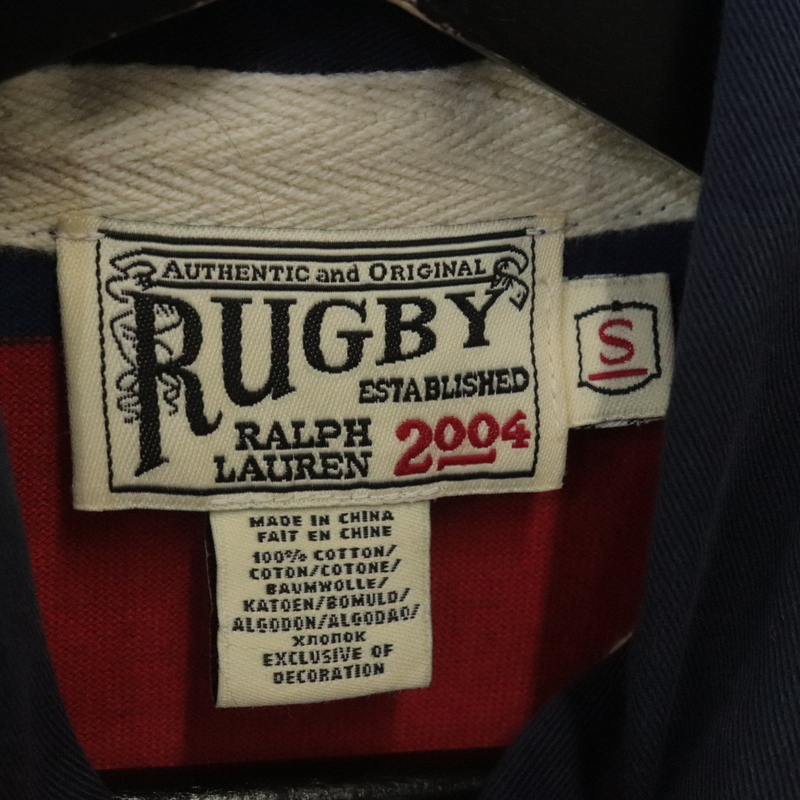 AUTHENTIC and ORIGINAL
RUGBY
ESTABLISHED
RALPH
LAUREN
2004
S
MADE IN CHINA
FAIT EN CHINE
100% COTTON/
COTON/COTONE/
BAUMWOLLE/
KATOEN/BOMULD/
ALGODON/ALGODAO/
ХЛОПОК
EXCLUSIVE OF
DECORATION